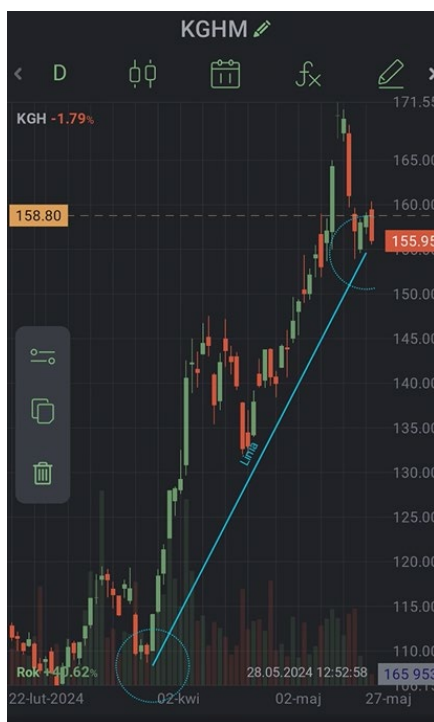 KGHM
D
fx
KGH -1.79%
171.55
165.00
160.00
158.80
155.95
150.00
145.00
140.00
135.00
Linia
130.00
125.00
120.00
115.00
110.00
Rok +40.62%
28.05.2024 12:52:58
165 953
22-lut-2024
02-kwi
02-maj
27-maj